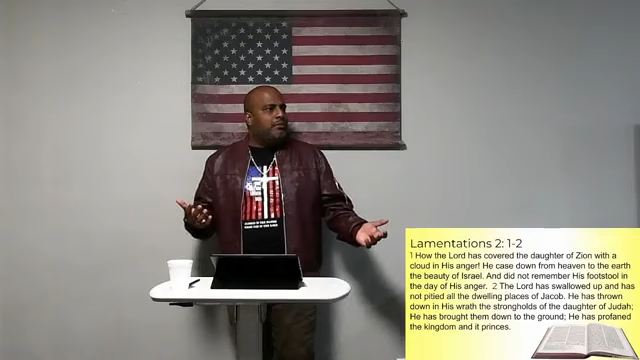 Lamentations 2: 1-2
1 How the Lord has covered the daughter of Zion with a
cloud in His anger! He case down from heaven to the earth
the beauty of Israel. And did not remember His footstool in
the day of His anger. 2 The Lord has swallowed up and has
not pitied all the dwelling places of Jacob. He has thrown
down in His wrath the strongholds of the daughter of Judah;
He has brought them down to the ground; He has profaned
the kingdom and it princes.